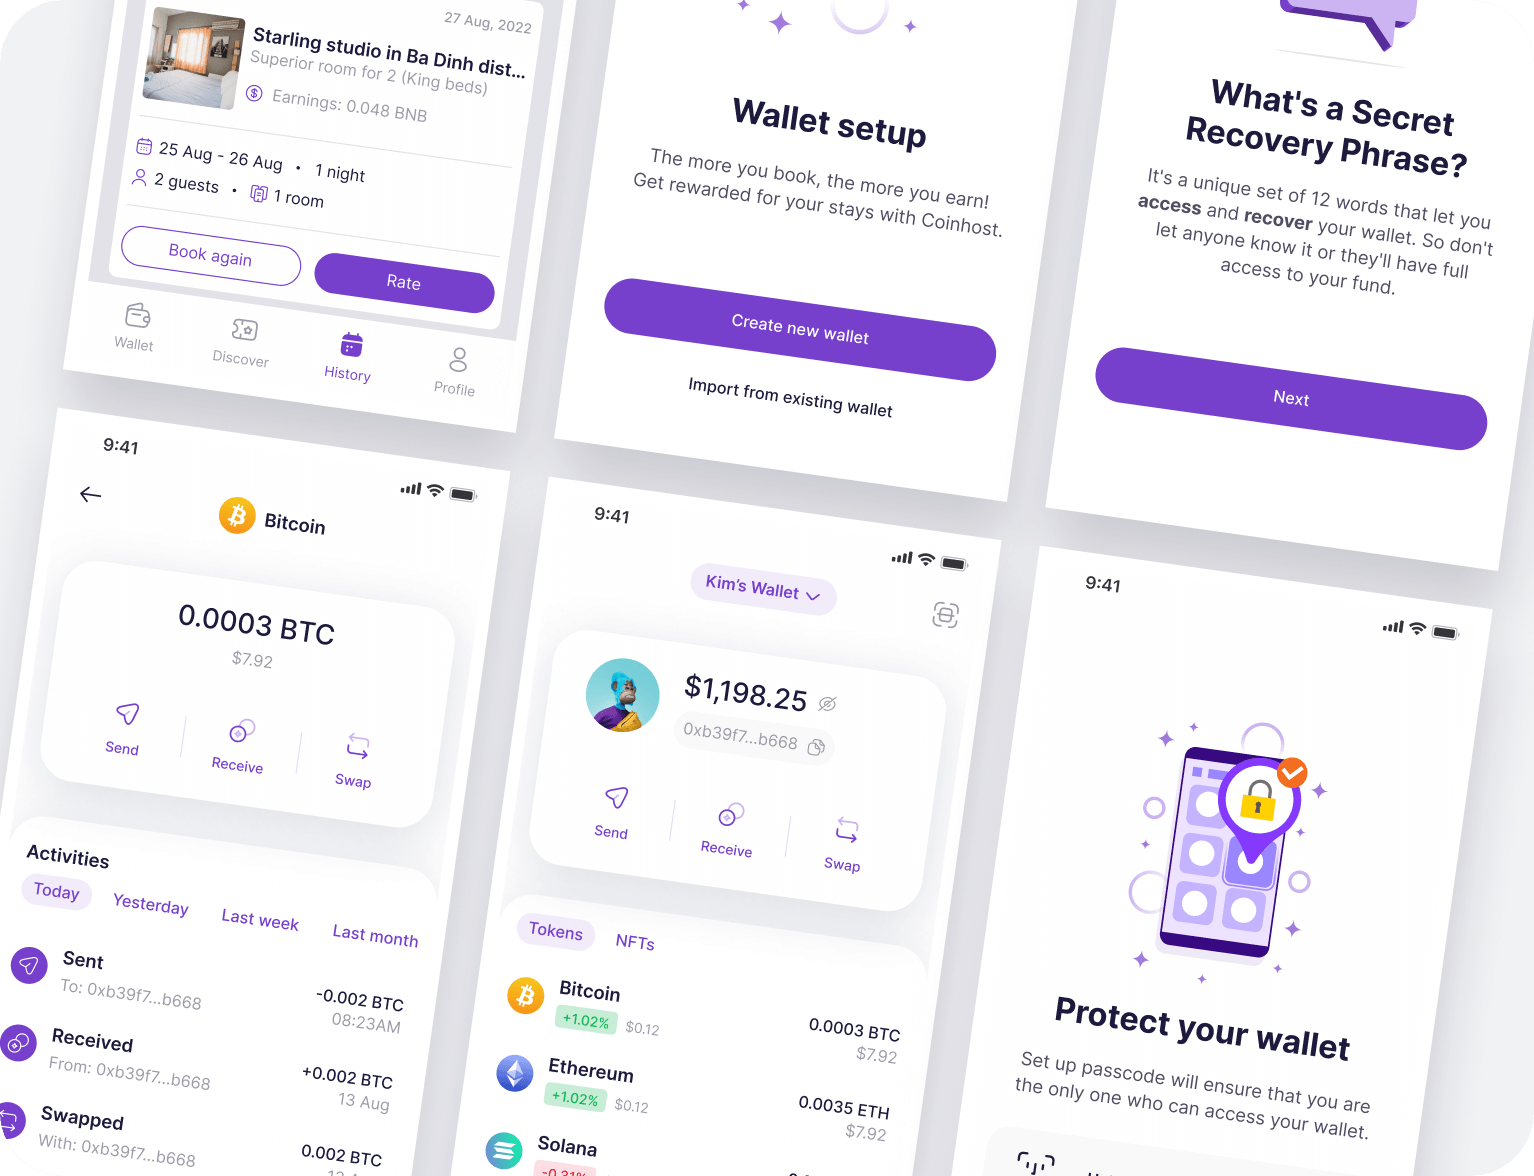 27 Aug, 2022
Starling studio in Ba Dinh dist...
Superior room for 2 (King beds)
Earnings: 0.048 BNB
25 Aug - 26 Aug • 1 night
2 guests • 1 room
Book again
Rate
Wallet
Discover
History
Profile
Wallet setup
The more you book, the more you earn!
Get rewarded for your stays with Coinhost.
Create new wallet
Import from existing wallet
What's a Secret
Recovery Phrase?
It's a unique set of 12 words that let you
access and recover your wallet. So don't
let anyone know it or they'll have full
access to your fund.
Next
9:41
Bitcoin
0.0003 BTC
$7.92
Send
Receive
Swap
Activities
Today
Yesterday
Last week
Last month
Sent
To: 0xb39f7...b668
-0.002 BTC
08:23AM
Received
From: 0xb39f7...b668
+0.002 BTC
13 Aug
Swapped
With: 0xb39f7...b668
0.002 BTC
9:41
Kim's Wallet
$1,198.25
0xb39f7...b668
Send
Receive
Swap
Tokens
NFTs
Bitcoin
+1.02% $0.12
0.0003 BTC
$7.92
Ethereum
+1.02% $0.12
0.0035 ETH
$7.92
Solana
-0.31%
9:41
Protect your wallet
Set up passcode will ensure that you are
the only one who can access your wallet.